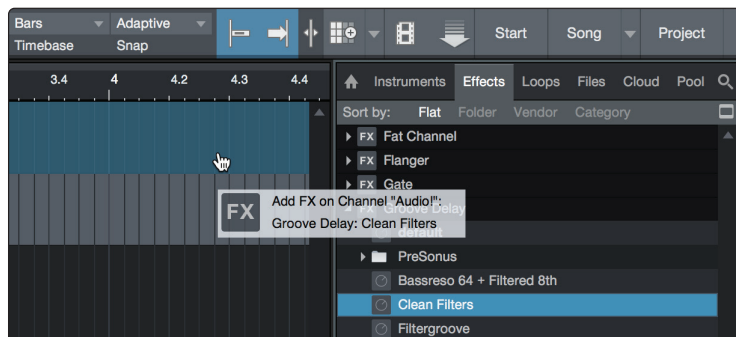 Bars Adaptive
Timebase Snap
Start Song Project
3.4 4 4.2 4.3 4.4
Instruments Effects Loops Files Cloud Pool
Sort by: Flat Folder Vendor Category
FX Fat Channel
FX Flanger
FX Gate
FX Groove Delay
FX Add FX on Channel "Audio!":
Groove Delay: Clean Filters
default
PreSonus
Bassreso 64 + Filtered 8th
Clean Filters
Filtergroove